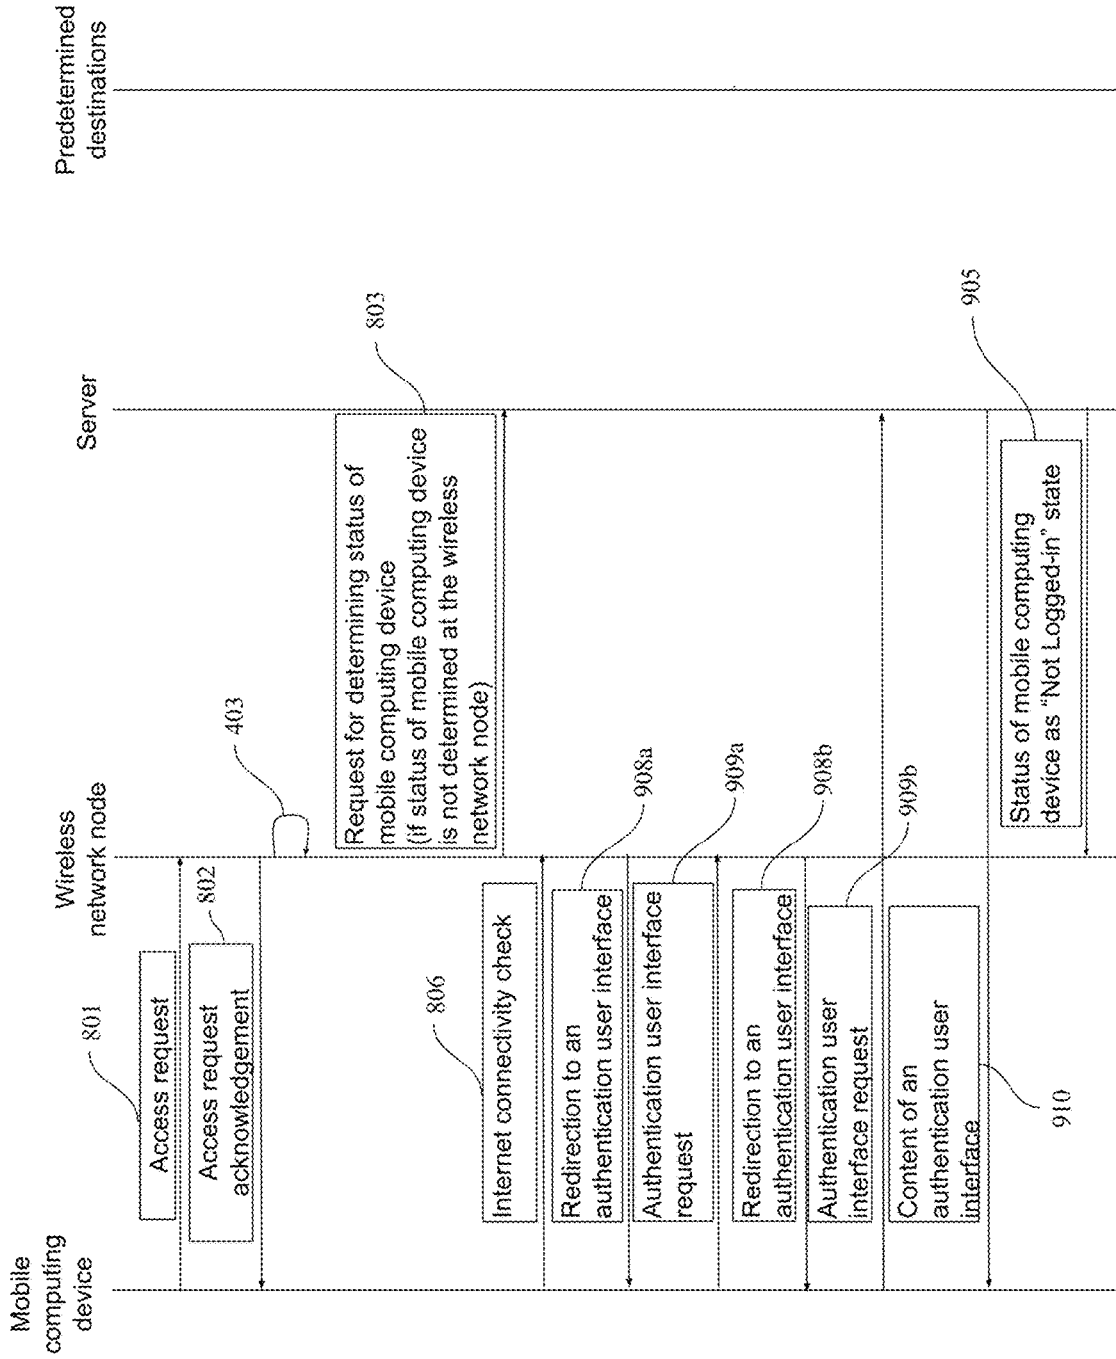 Mobile
computing
device
Wireless
network node
Server
Predetermined
destinations
801
Access request
802
Access request
acknowledgement
403
803
Request for determining status of
mobile computing device
(if status of mobile computing device
is not determined at the wireless
network node)
806
Internet connectivity check
908a
Redirection to an
authentication user interface
909a
Authentication user interface
request
908b
Redirection to an
authentication user interface
909b
Authentication user
interface request
910
Content of an
authentication user
interface
905
Status of mobile computing
device as “Not Logged-in” state